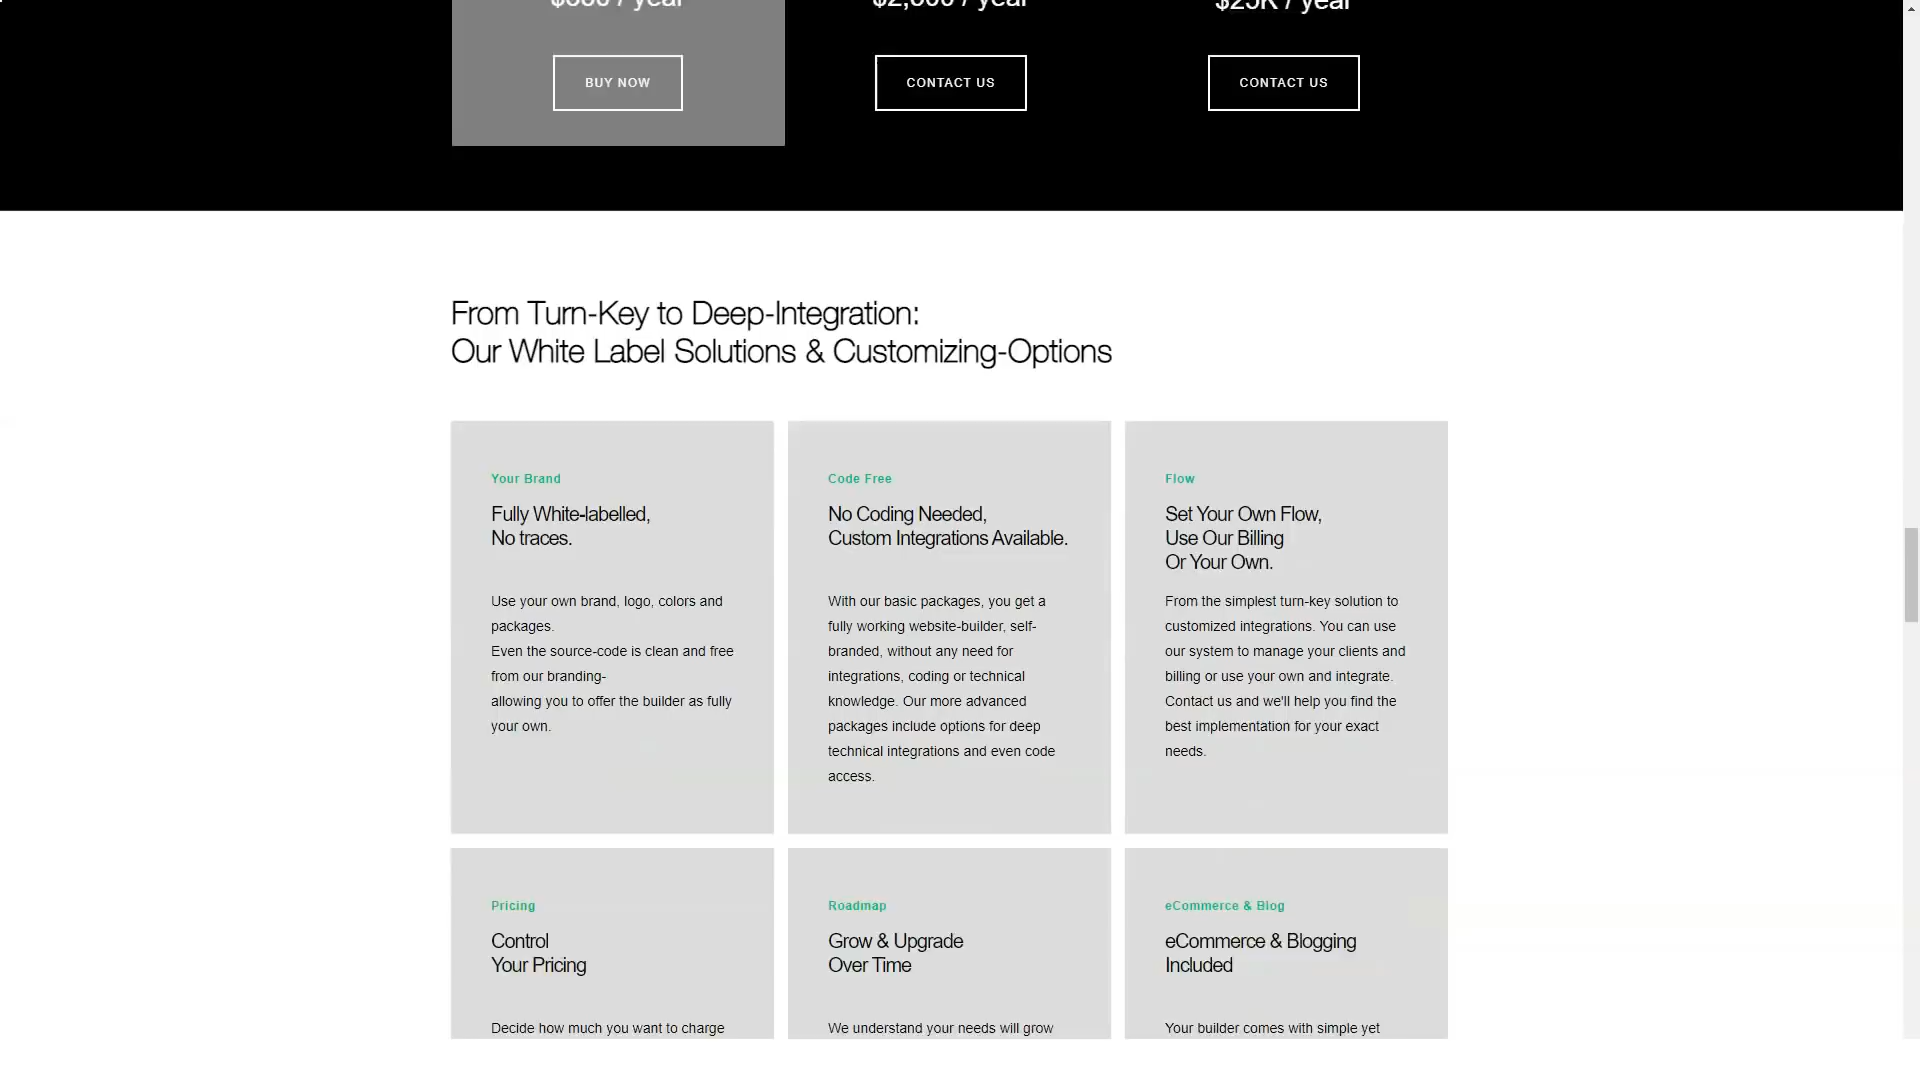 / year
/ year
$25K / year
BUY NOW
CONTACT US
CONTACT US
From Turn-Key to Deep-Integration:
Our White Label Solutions & Customizing-Options
Your Brand
Fully White-labelled,
No traces.
Use your own brand, logo, colors and
packages.
Even the source-code is clean and free
from our branding-
allowing you to offer the builder as fully
your own.
Code Free
No Coding Needed,
Custom Integrations Available.
With our basic packages, you get a
fully working website-builder, self-
branded, without any need for
integrations, coding or technical
knowledge. Our more advanced
packages include options for deep
technical integrations and even code
access.
Flow
Set Your Own Flow,
Use Our Billing
Or Your Own.
From the simplest turn-key solution to
customized integrations. You can use
our system to manage your clients and
billing or use your own and integrate.
Contact us and we'll help you find the
best implementation for your exact
needs.
Pricing
Control
Your Pricing
Decide how much you want to charge
Roadmap
Grow & Upgrade
Over Time
We understand your needs will grow
eCommerce & Blog
eCommerce & Blogging
Included
Your builder comes with simple yet